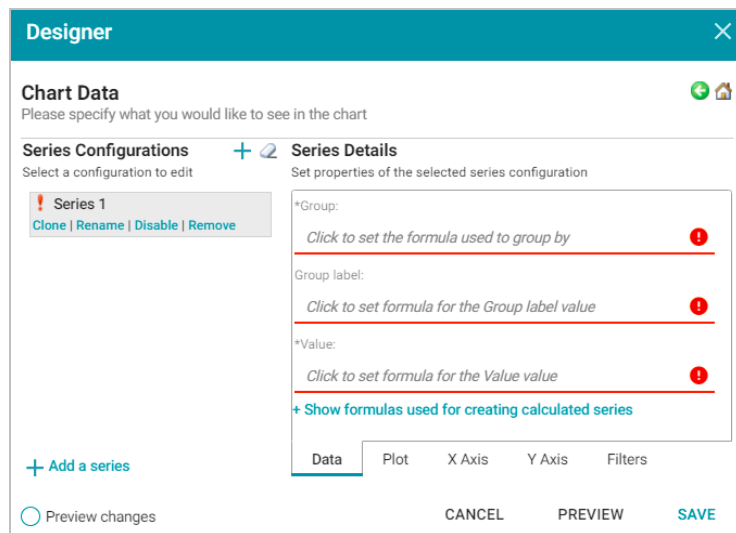 Designer
Chart Data
Please specify what you would like to see in the chart
Series Configurations
Select a configuration to edit
Series 1
Clone | Rename | Disable | Remove
+ Add a series
Series Details
Set properties of the selected series configuration
*Group:
Click to set the formula used to group by
Group label:
Click to set formula for the Group label value
*Value:
Click to set formula for the Value value
+ Show formulas used for creating calculated series
Data Plot X Axis Y Axis Filters
Preview changes
CANCEL PREVIEW SAVE